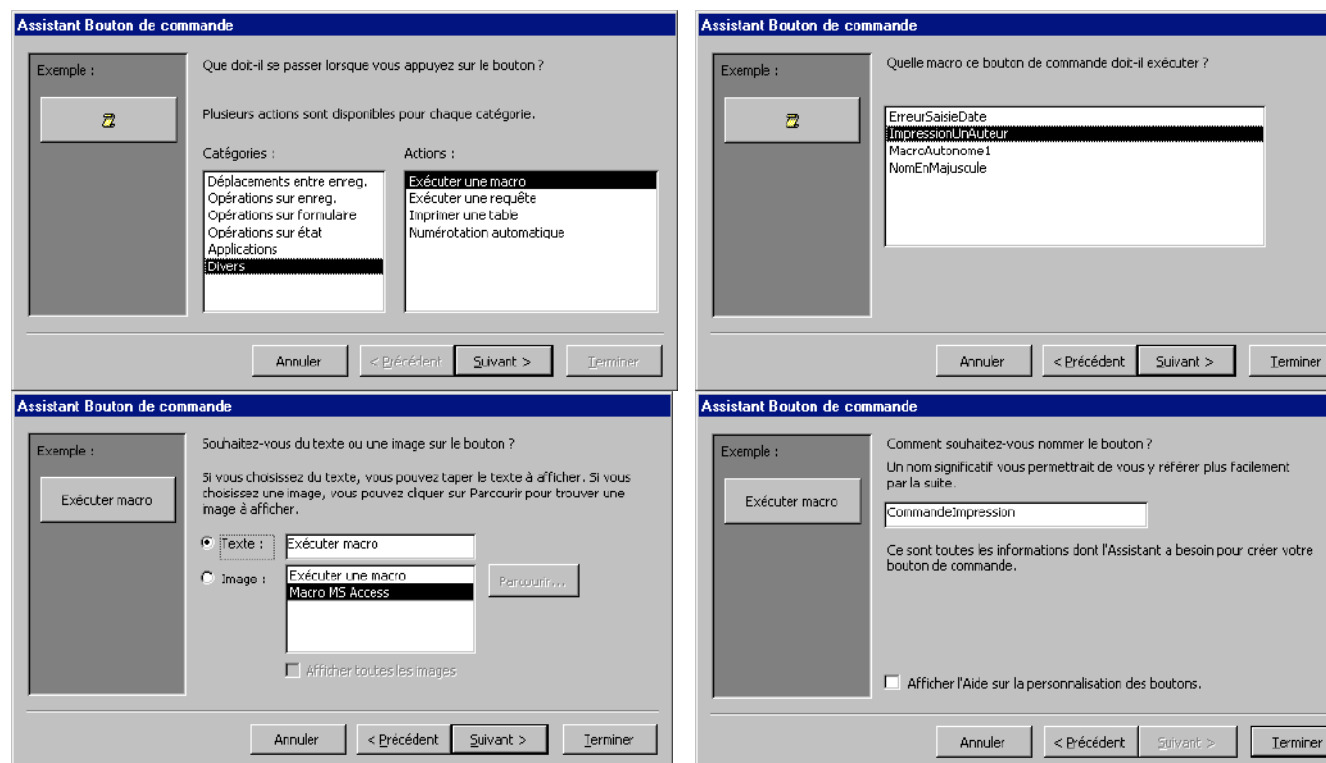 Assistant Bouton de commande
Exemple :
Que doit-il se passer lorsque vous appuyez sur le bouton ?
Plusieurs actions sont disponibles pour chaque catégorie.
Catégories :
Actions :
Déplacements entre enreg.
Opérations sur enreg.
Opérations sur formulaire
Opérations sur état
Applications
Divers
Exécuter une macro
Exécuter une requête
Imprimer une table
Numérotation automatique
Annuler
< Précédent
Suivant >
Terminer
Assistant Bouton de commande
Exemple :
Quelle macro ce bouton de commande doit-il exécuter ?
ErreurSaisieDate
ImpressionUnAuteur
MacroAutonome1
NomEnMajuscule
Annuler
< Précédent
Suivant >
Terminer
Assistant Bouton de commande
Exemple :
Exécuter macro
Souhaitez-vous du texte ou une image sur le bouton ?
Si vous choisissez du texte, vous pouvez taper le texte à afficher. Si vous
choisissez une image, vous pouvez cliquer sur Parcourir pour trouver une
image à afficher.
Texte :
Exécuter macro
Image :
Exécuter une macro
Macro MS Access
Parcourir...
Afficher toutes les images
Annuler
< Précédent
Suivant >
Terminer
Assistant Bouton de commande
Exemple :
Exécuter macro
Comment souhaitez-vous nommer le bouton ?
Un nom significatif vous permettrait de vous y référer plus facilement
par la suite.
CommandeImpression
Ce sont toutes les informations dont l'Assistant a besoin pour créer votre
bouton de commande.
Afficher l'Aide sur la personnalisation des boutons.
Annuler
< Précédent
Suivant >
Terminer